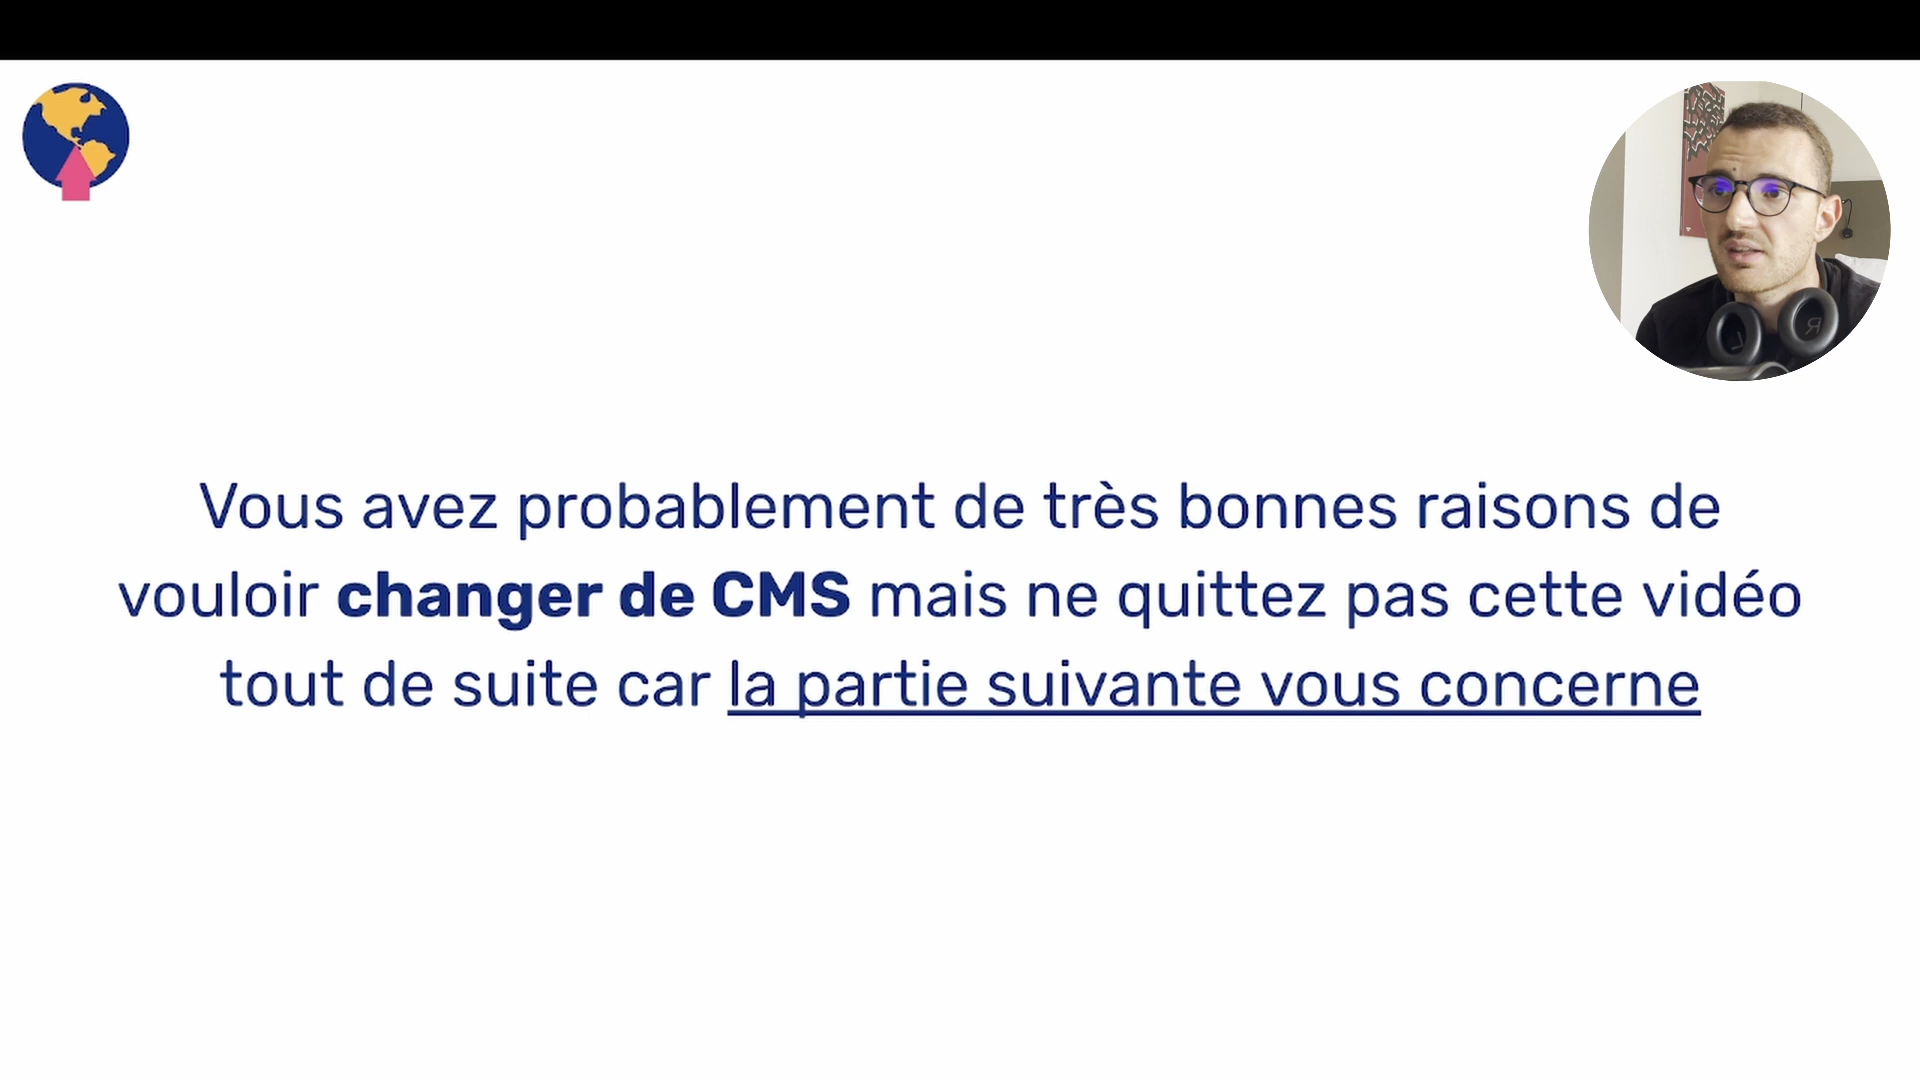 Vous avez probablement de très bonnes raisons de
vouloir changer de CMS mais ne quittez pas cette vidéo
tout de suite car la partie suivante vous concerne